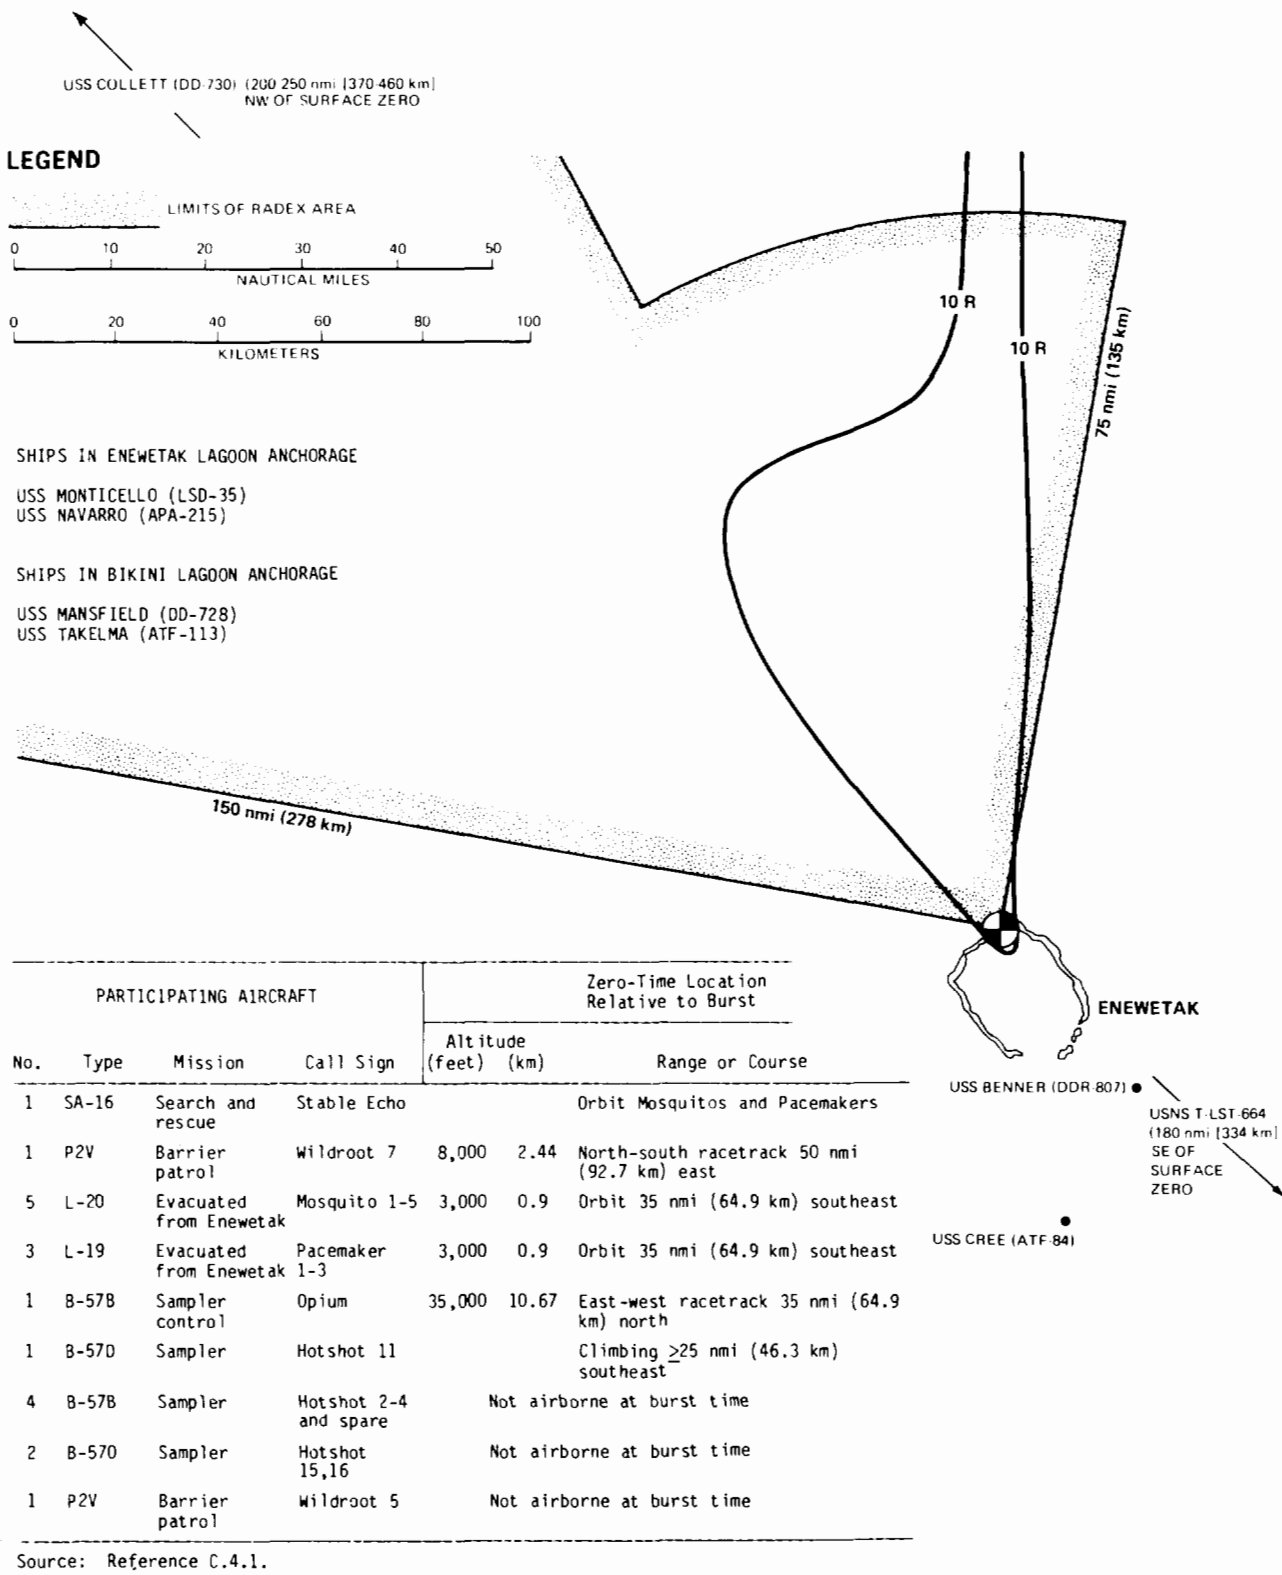 USS COLLETT (DD-730) (200 250 nmi [370-460 km]
NW OF SURFACE ZERO
LEGEND
LIMITS OF RADEX AREA
0 10 20 30 40 50
NAUTICAL MILES
0 20 40 60 80 100
KILOMETERS
10 R
10 R
75 nmi (135 km)
SHIPS IN ENEWETAK LAGOON ANCHORAGE
USS MONTICELLO (LSD-35)
USS NAVARRO (APA-215)
SHIPS IN BIKINI LAGOON ANCHORAGE
USS MANSFIELD (DD-728)
USS TAKELMA (ATF-113)
150 nmi (278 km)
ENEWETAK
USS BENNER (DDR-807)
USNS T-LST-664
(180 nmi [334 km]
SE OF
SURFACE
ZERO
USS CREE (ATF-84)
PARTICIPATING AIRCRAFT
Zero-Time Location
Relative to Burst
Altitude
No. Type Mission Call Sign (feet) (km) Range or Course
1 SA-16 Search and Stable Echo Orbit Mosquitos and Pacemakers
rescue
1 P2V Barrier Wildroot 7 8,000 2.44 North-south racetrack 50 nmi
patrol (92.7 km) east
5 L-20 Evacuated Mosquito 1-5 3,000 0.9 Orbit 35 nmi (64.9 km) southeast
from Enewetak
3 L-19 Evacuated Pacemaker 3,000 0.9 Orbit 35 nmi (64.9 km) southeast
from Enewetak 1-3
1 B-57B Sampler Opium 35,000 10.67 East-west racetrack 35 nmi (64.9
control km) north
1 B-57D Sampler Hotshot 11 Climbing ≥25 nmi (46.3 km)
southeast
4 B-57B Sampler Hotshot 2-4 Not airborne at burst time
and spare
2 B-57D Sampler Hotshot Not airborne at burst time
15,16
1 P2V Barrier Wildroot 5 Not airborne at burst time
patrol
Source: Reference C.4.1.